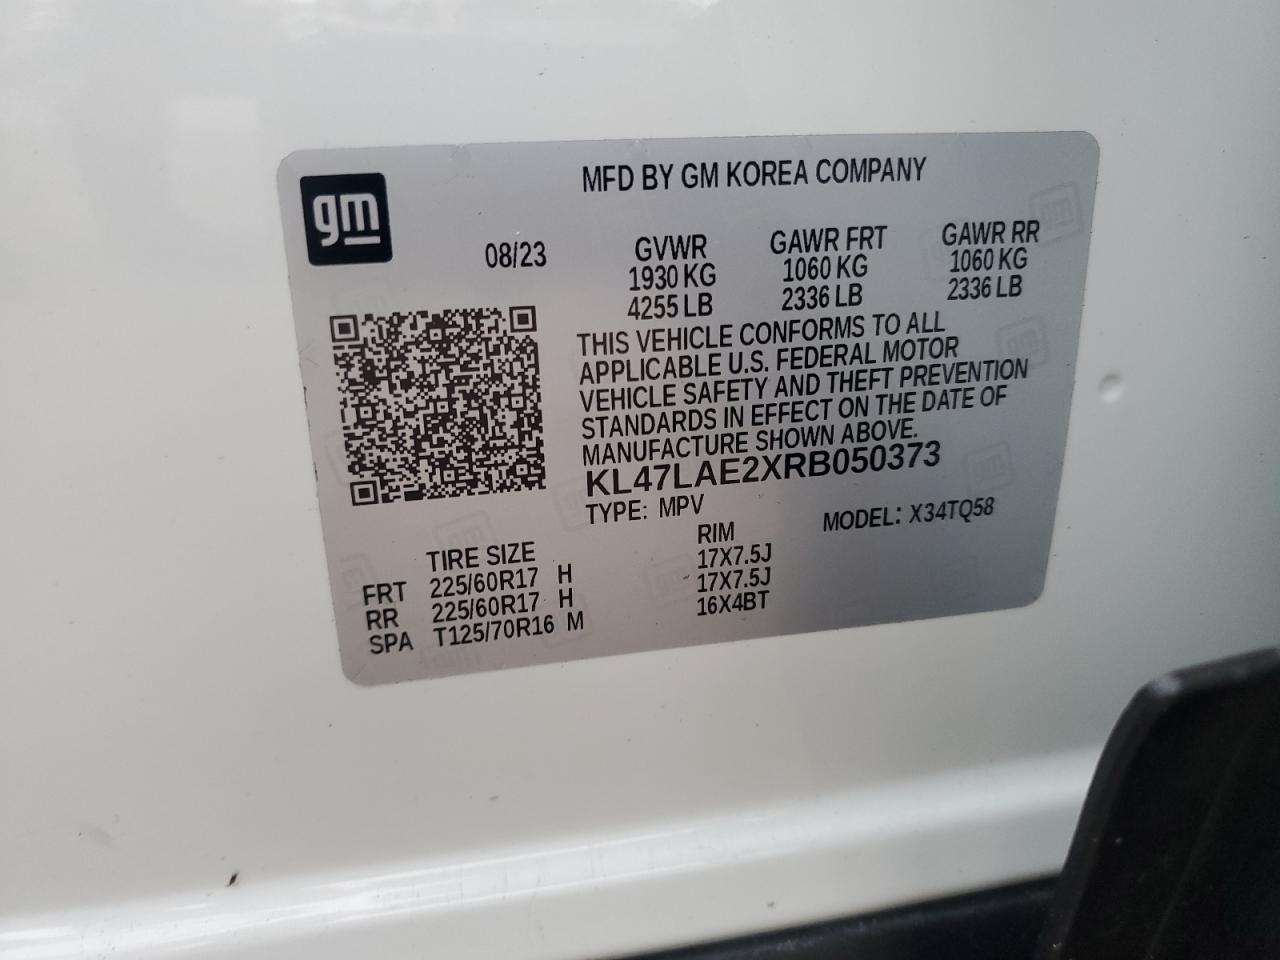 gm
MFD BY GM KOREA COMPANY
08/23
GVWR GAWR FRT GAWR RR
1930 KG 1060 KG 1060 KG
4255 LB 2336 LB 2336 LB
THIS VEHICLE CONFORMS TO ALL
APPLICABLE U.S. FEDERAL MOTOR
VEHICLE SAFETY AND THEFT PREVENTION
STANDARDS IN EFFECT ON THE DATE OF
MANUFACTURE SHOWN ABOVE.
KL47LAE2XRB050373
TYPE: MPV MODEL: X34TQ58
TIRE SIZE RIM
FRT 225/60R17 H 17X7.5J
RR 225/60R17 H 17X7.5J
SPA T125/70R16 M 16X4BT